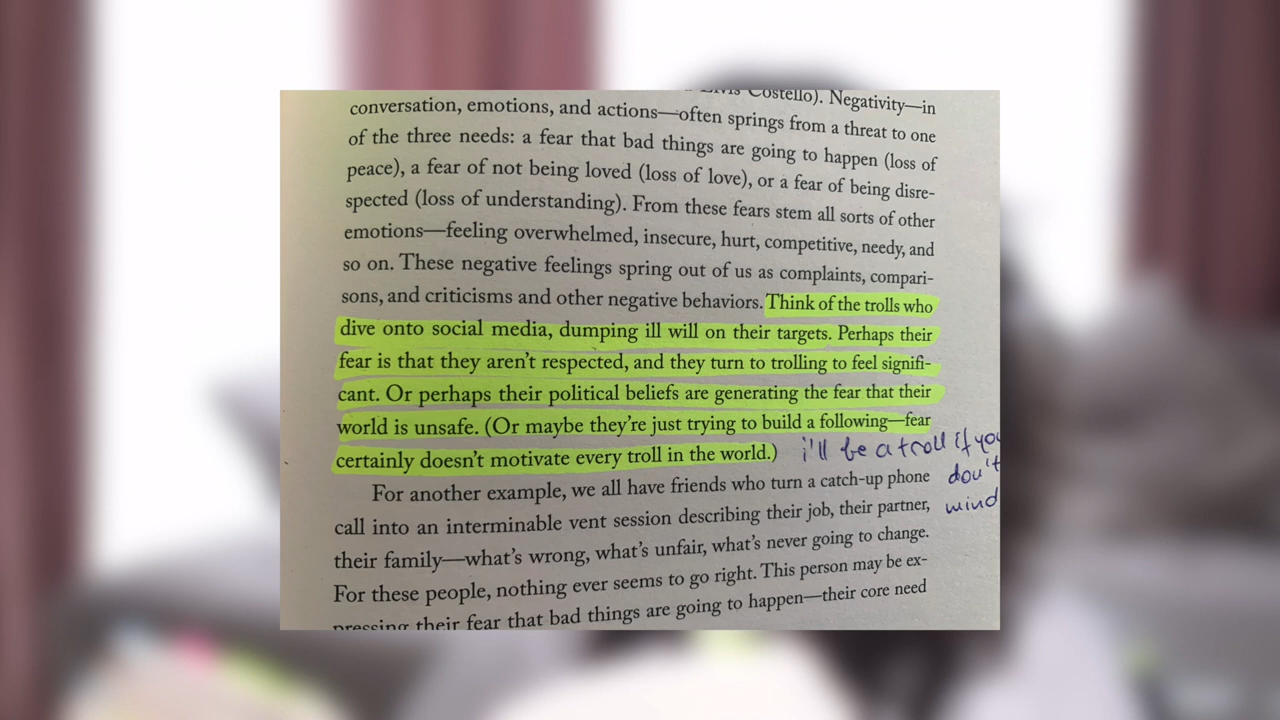 Elvis Costello). Negativity—in
conversation, emotions, and actions—often springs from a threat to one
of the three needs: a fear that bad things are going to happen (loss of
peace), a fear of not being loved (loss of love), or a fear of being disre-
spected (loss of understanding). From these fears stem all sorts of other
emotions—feeling overwhelmed, insecure, hurt, competitive, needy, and
so on. These negative feelings spring out of us as complaints, compari-
sons, and criticisms and other negative behaviors. Think of the trolls who
dive onto social media, dumping ill will on their targets. Perhaps their
fear is that they aren't respected, and they turn to trolling to feel signifi-
cant. Or perhaps their political beliefs are generating the fear that their
world is unsafe. (Or maybe they're just trying to build a following—fear
certainly doesn't motivate every troll in the world.)
i'll be a troll if you
don't
mind
For another example, we all have friends who turn a catch-up phone
call into an interminable vent session describing their job, their partner,
their family—what's wrong, what's unfair, what's never going to change.
For these people, nothing ever seems to go right. This person may be ex-
pressing their fear that bad things are going to happen—their core need